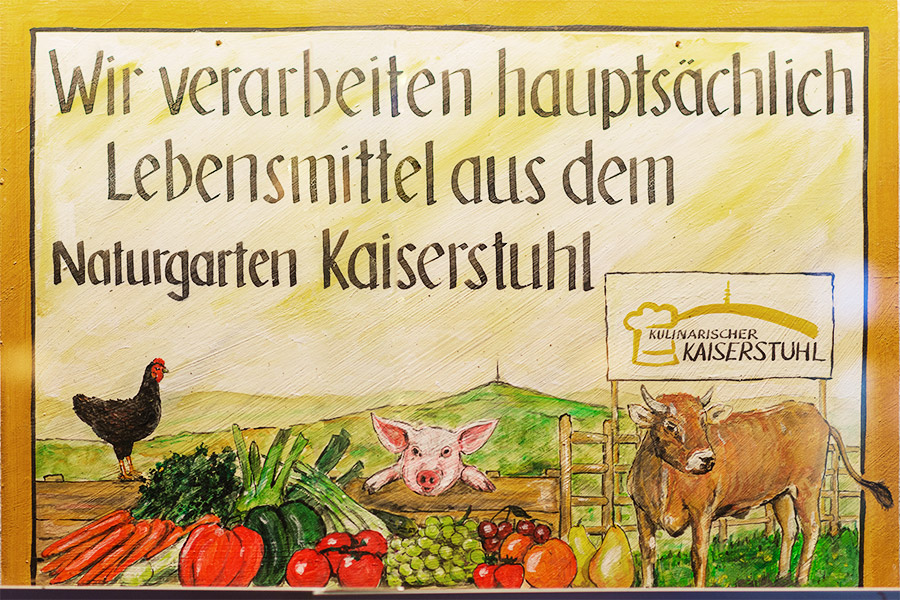 Wir verarbeiten hauptsächlich
Lebensmittel aus dem
Naturgarten Kaiserstuhl
KULINARISCHER
KAISERSTUHL